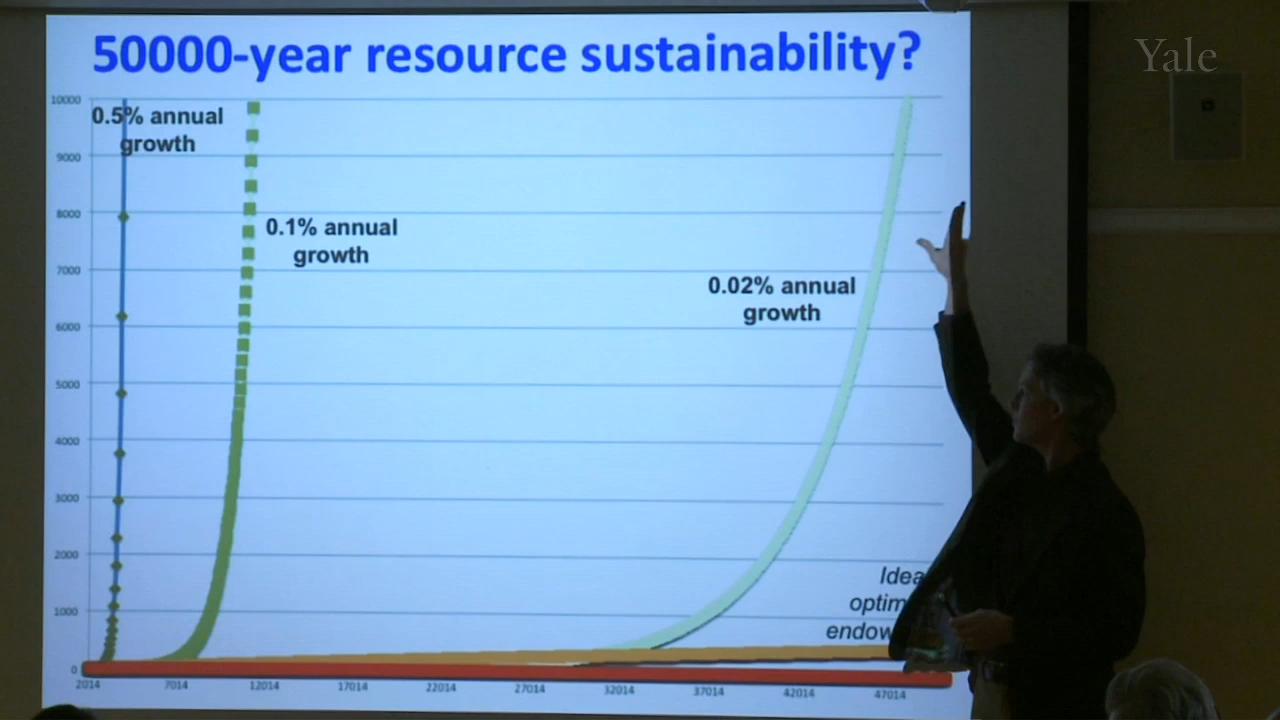 50000-year resource sustainability?
Yale
10000
0.5% annual
growth
9000
8000
0.1% annual
growth
7000
0.02% annual
growth
6000
5000
4000
3000
2000
1000
optim
endow
0
2014
7014
12014
17014
22014
27014
32014
37014
42014
47014